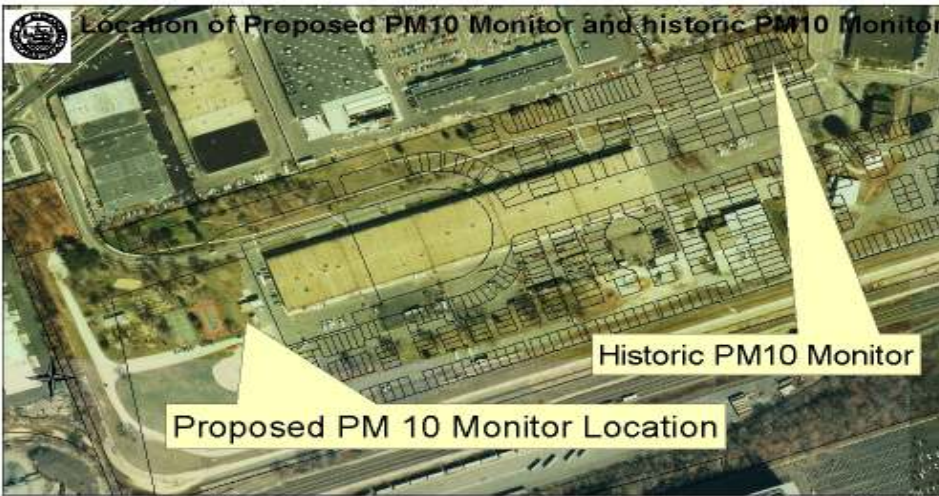 Location of Proposed PM10 Monitor and historic PM10 Monitor
Historic PM10 Monitor
Proposed PM 10 Monitor Location